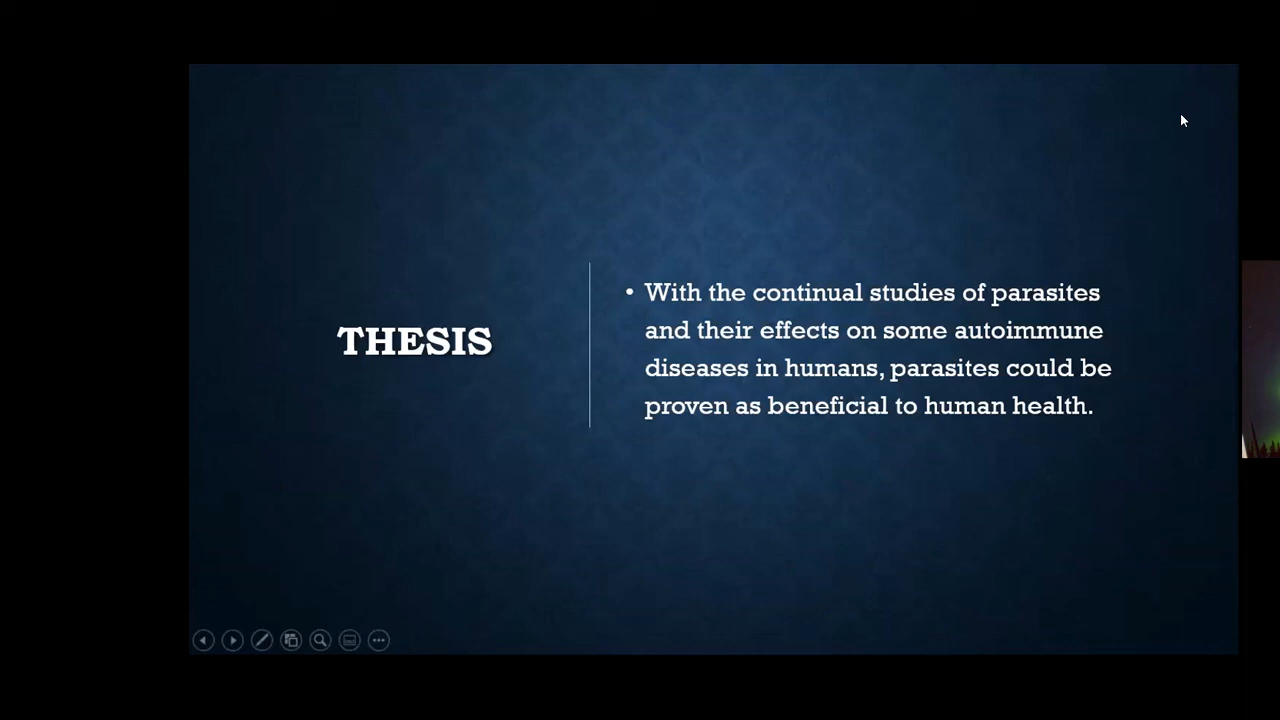 THESIS
• With the continual studies of parasites
and their effects on some autoimmune
diseases in humans, parasites could be
proven as beneficial to human health.